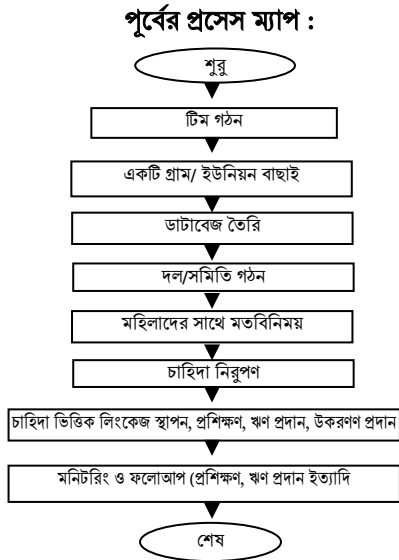 পূর্বের প্রসেস ম্যাপ :
শুরু
টিম গঠন
একটি গ্রাম/ ইউনিয়ন বাছাই
ডাটাবেজ তৈরি
দল/সমিতি গঠন
মহিলাদের সাথে মতবিনিময়
চাহিদা নিরুপণ
চাহিদা ভিত্তিক লিংকেজ স্থাপন, প্রশিক্ষণ, ঋণ প্রদান, উকরণণ প্রদান
মনিটরিং ও ফলোআপ (প্রশিক্ষণ, ঋণ প্রদান ইত্যাদি
শেষ